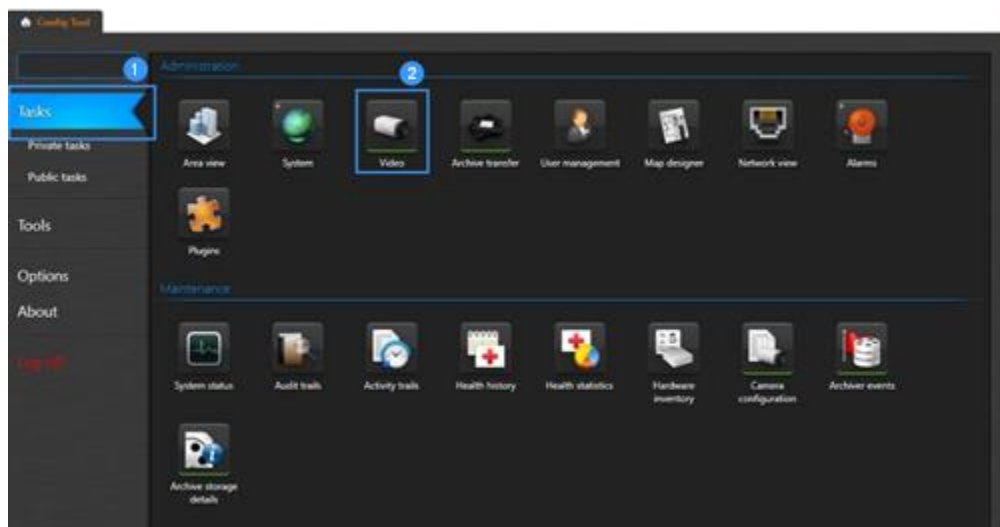 Config Tool
1
Administration
2
Tasks
Private tasks
Public tasks
Tools
Options
About
Log off
Area view
System
Video
Archive transfer
User management
Map designer
Network view
Alarms
Plugins
Maintenance
System status
Audit trails
Activity trails
Health history
Health statistics
Hardware
inventory
Camera
configuration
Archiver events
Archive storage
details